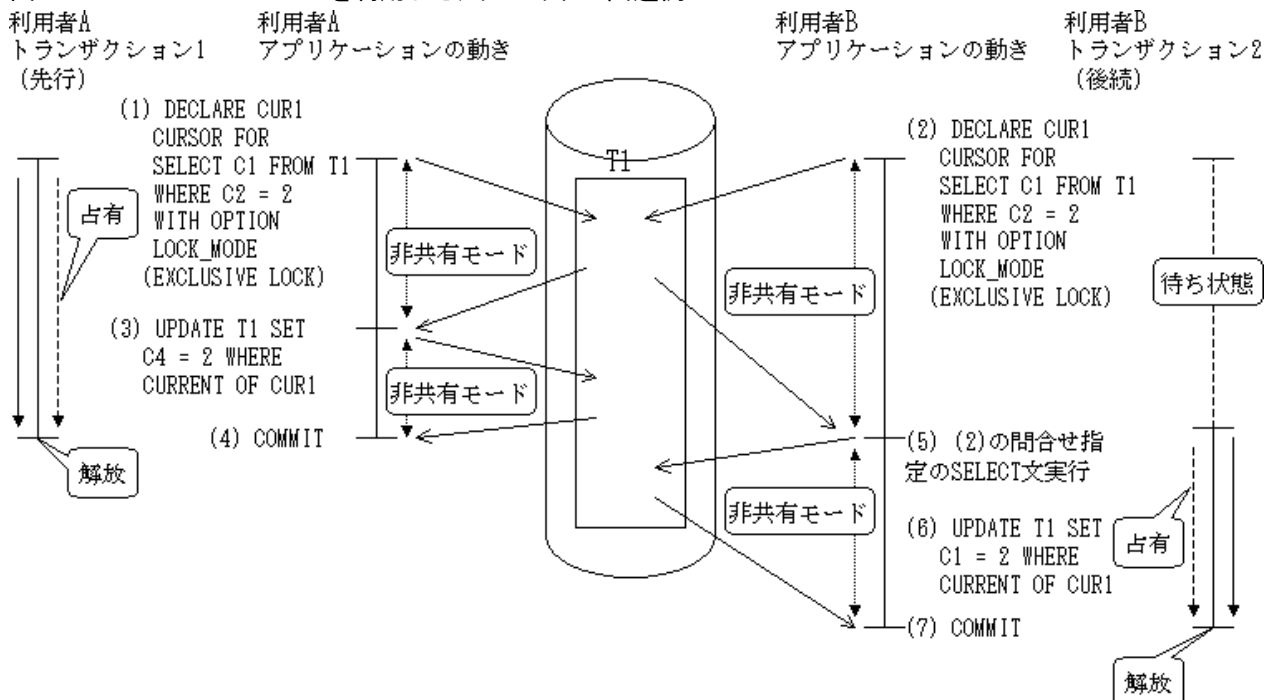 利用者A
トランザクション1
(先行)
利用者A
アプリケーションの動き
利用者B
アプリケーションの動き
利用者B
トランザクション2
(後続)
(1) DECLARE CUR1
CURSOR FOR
SELECT C1 FROM T1
WHERE C2 = 2
WITH OPTION
LOCK_MODE
(EXCLUSIVE LOCK)
占有
非共有モード
(3) UPDATE T1 SET
C4 = 2 WHERE
CURRENT OF CUR1
非共有モード
(4) COMMIT
解放
T1
(2) DECLARE CUR1
CURSOR FOR
SELECT C1 FROM T1
WHERE C2 = 2
WITH OPTION
LOCK_MODE
(EXCLUSIVE LOCK)
非共有モード
待ち状態
(5) (2)の問合せ指
定のSELECT文実行
非共有モード
(6) UPDATE T1 SET
C1 = 2 WHERE
CURRENT OF CUR1
占有
(7) COMMIT
解放